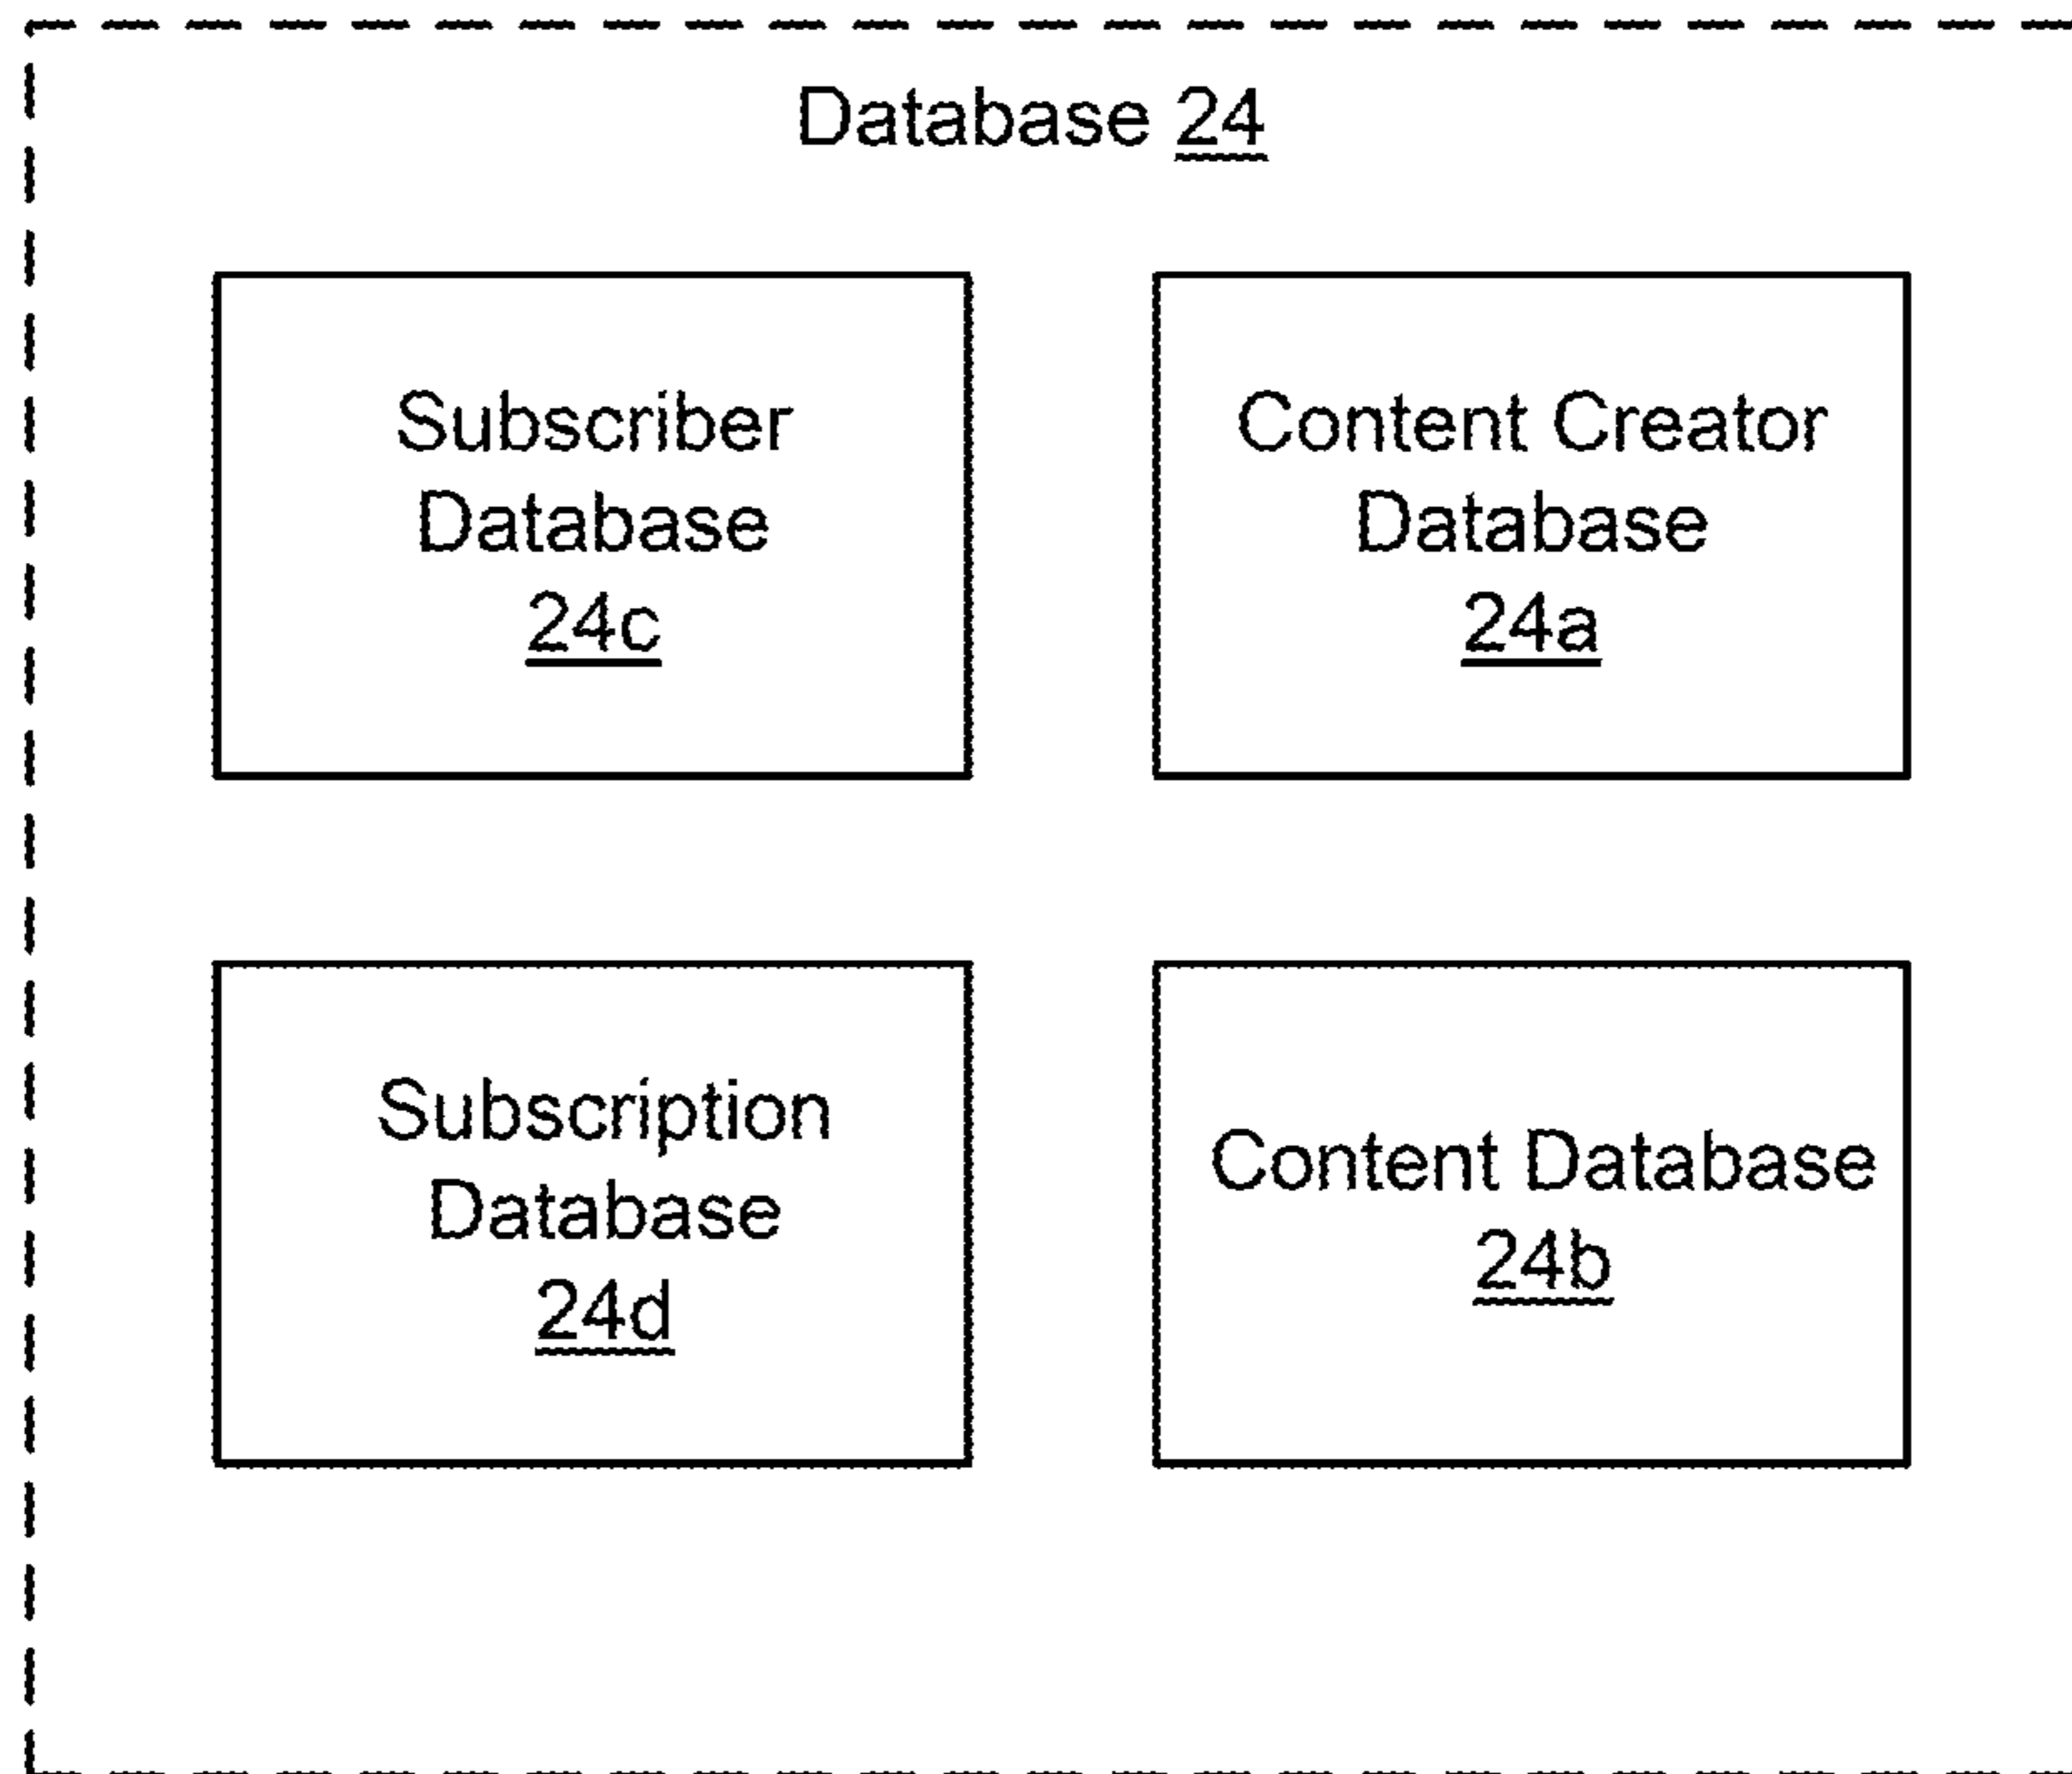 Database 24
Subscriber
Database
24c
Content Creator
Database
24a
Subscription
Database
24d
Content Database
24b